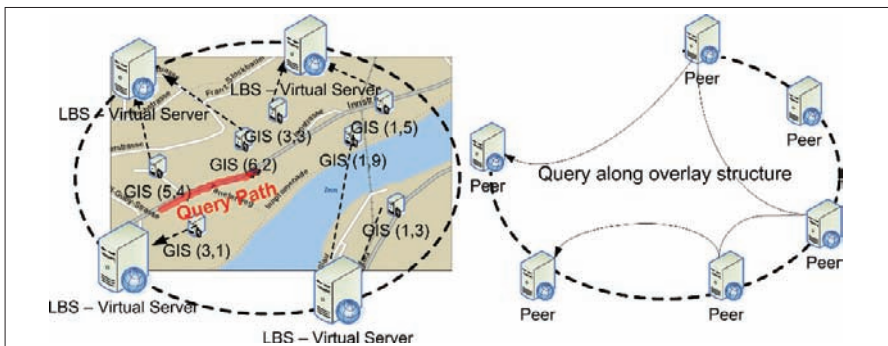 LBS – Virtual Server
LBS – Virtual Server
Innstr
GIS (3,3)
GIS (1,5)
GIS (6,2)
GIS (1,9)
GIS (5,4)
Query Path
Inn
GIS (3,1)
GIS (1,3)
LBS – Virtual Server
LBS – Virtual Server
Peer
Peer
Peer
Query along overlay structure
Peer
Peer
Peer